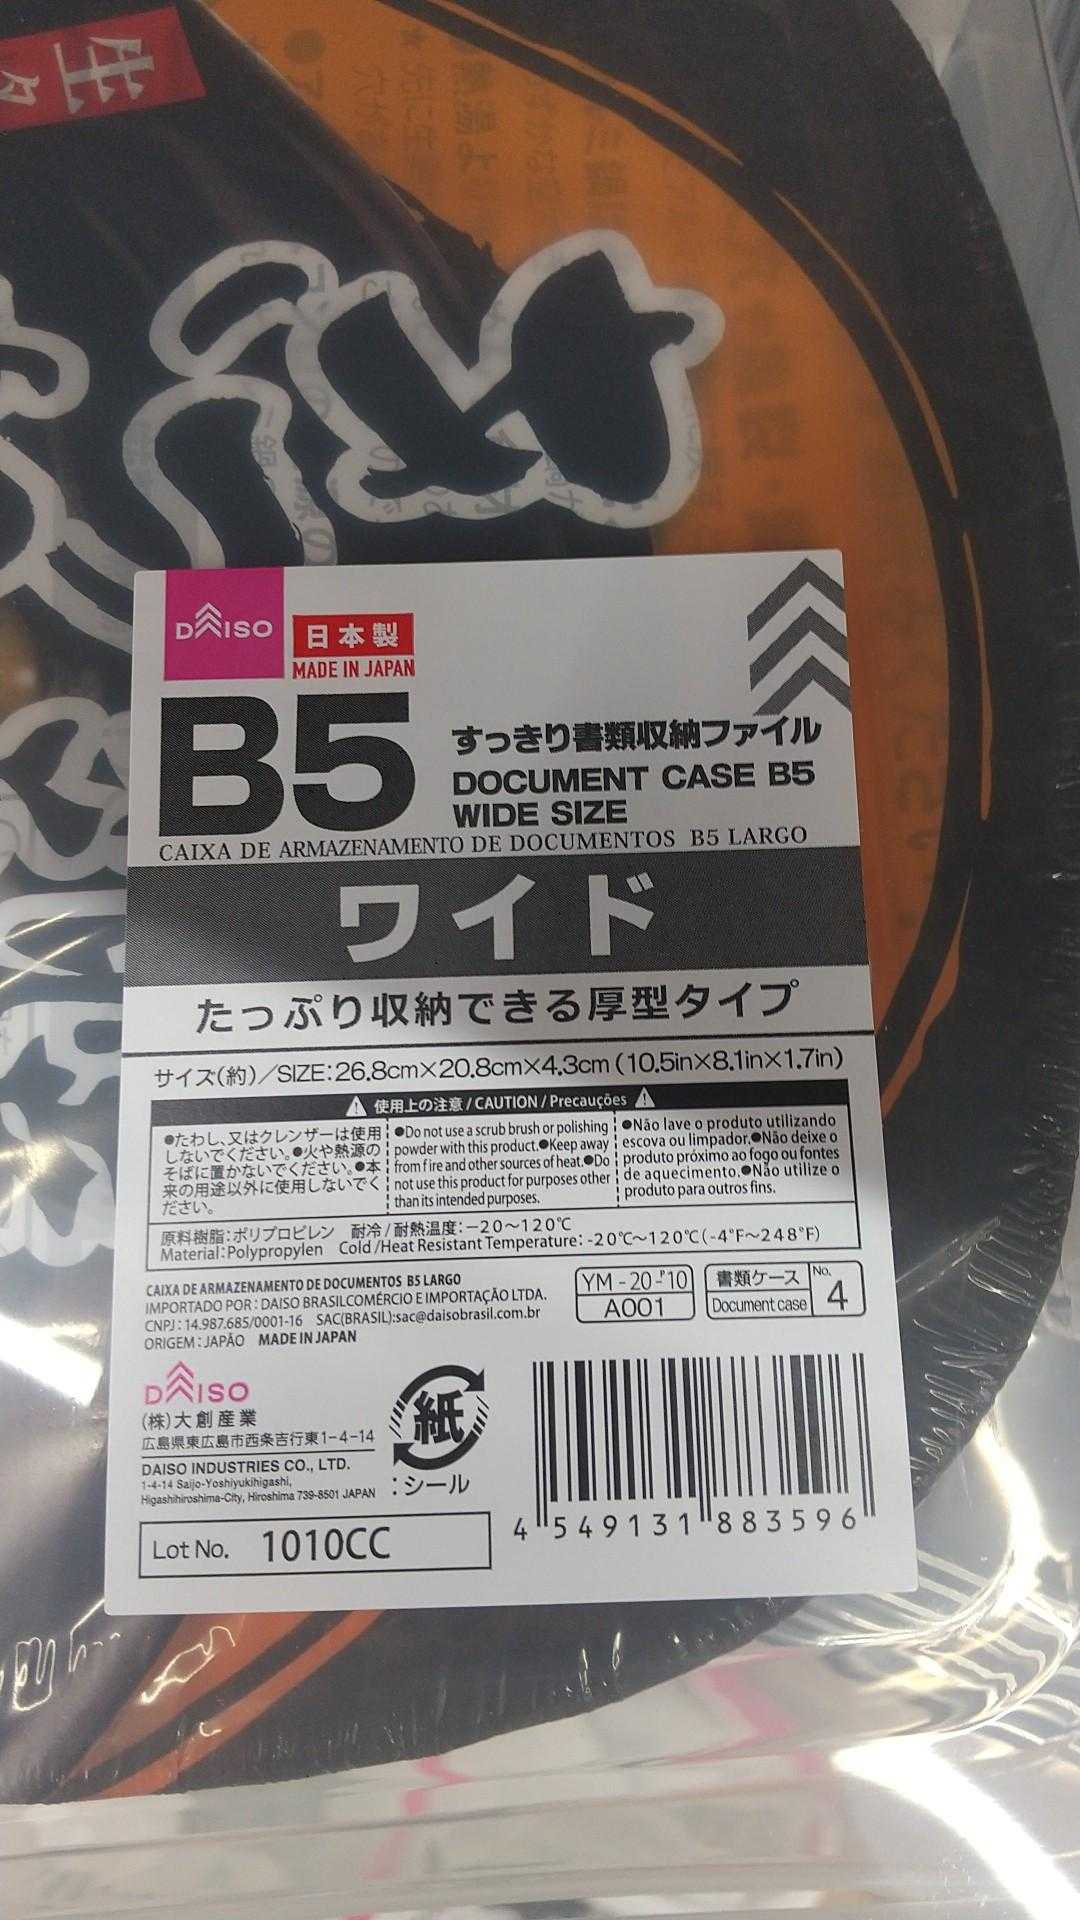 生タ
DAISO
日本製
MADE IN JAPAN
B5
すっきり書類収納ファイル
DOCUMENT CASE B5
WIDE SIZE
CAIXA DE ARMAZENAMENTO DE DOCUMENTOS B5 LARGO
ワイド
たっぷり収納できる厚型タイプ
サイズ(約)/SIZE:26.8cm×20.8cm×4.3cm (10.5in×8.1in×1.7in)
使用上の注意 / CAUTION / Precauções
●たわし、又はクレンザーは使用
しないでください。●火や熱源の
そばに置かないでください。●本
来の用途以外に使用しないでく
ださい。
●Do not use a scrub brush or polishing
powder with this product.●Keep away
from fire and other sources of heat.●Do
not use this product for purposes other
than its intended purposes.
●Não lave o produto utilizando
escova ou limpador.●Não deixe o
produto próximo ao fogo ou fontes
de aquecimento.●Não utilize o
produto para outros fins.
原料樹脂:ポリプロピレン 耐冷/耐熱温度:−20〜120℃
Material:Polypropylen Cold/Heat Resistant Temperature: -20℃〜120℃(-4°F〜248°F)
CAIXA DE ARMAZENAMENTO DE DOCUMENTOS B5 LARGO
IMPORTADO POR: DAISO BRASILCOMÉRCIO E IMPORTAÇÃO LTDA.
CNPJ: 14.987.685/0001-16 SAC(BRASIL):sac@daisobrasil.com.br
ORIGEM: JAPÃO MADE IN JAPAN
YM-20-'10
A001
書類ケース
Document case
No.
4
DAISO
(株)大創産業
広島県東広島市西条吉行東1-4-14
DAISO INDUSTRIES CO., LTD.
1-4-14 Saijo-Yoshiyukihigashi,
Higashihiroshima-City, Hiroshima 739-8501 JAPAN
紙
:シール
Lot No. 1010CC
4 549131 883596